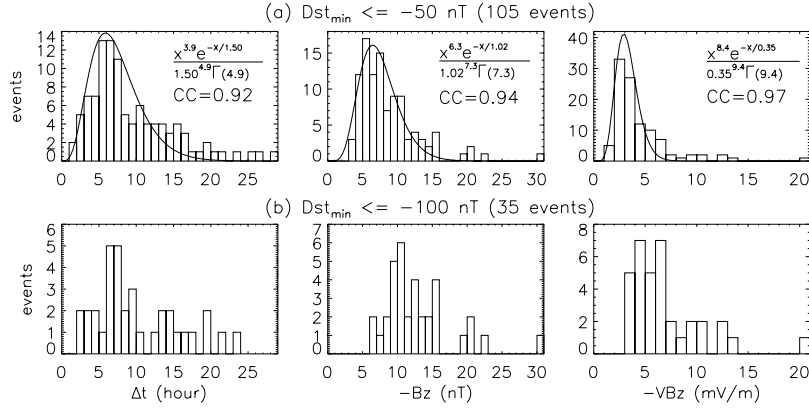 (a) Dst_min <= -50 nT (105 events)
events
14
12
10
8
6
4
2
1
0 5 10 15 20 25
x^3.9 e^-X/1.50
1.50^4.9 Γ(4.9)
CC=0.92
15
10
5
0
0 5 10 15 20 25 30
x^6.3 e^-X/1.02
1.02^7.3 Γ(7.3)
CC=0.94
40
30
20
10
0
0 5 10 15 20
x^8.4 e^-X/0.35
0.35^9.4 Γ(9.4)
CC=0.97
(b) Dst_min <= -100 nT (35 events)
events
6
5
4
3
2
1
0
0 5 10 15 20 25
Δt (hour)
7
6
4
2
1
0
0 5 10 15 20 25 30
-Bz (nT)
8
6
4
2
0
0 5 10 15 20
-VBz (mV/m)